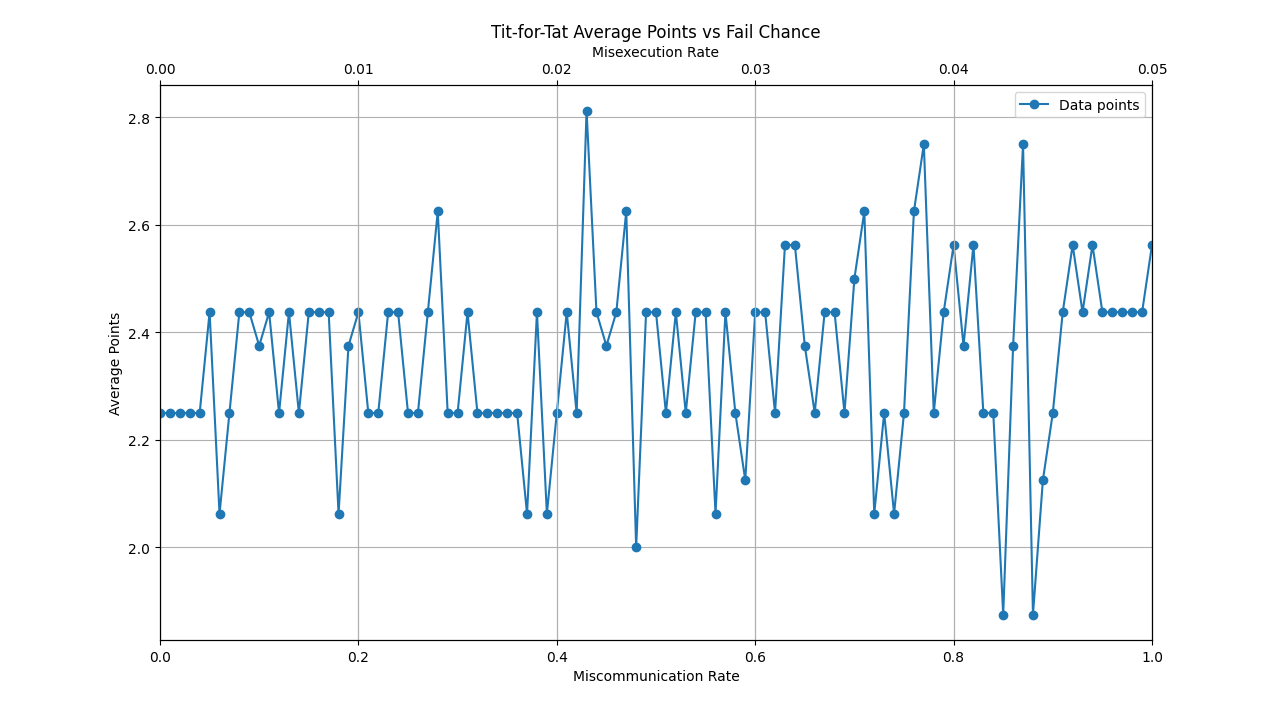 Tit-for-Tat Average Points vs Fail Chance
Misexecution Rate
0.00 0.01 0.02 0.03 0.04 0.05
Data points
2.8
2.6
2.4
2.2
2.0
Average Points
0.0 0.2 0.4 0.6 0.8 1.0
Miscommunication Rate